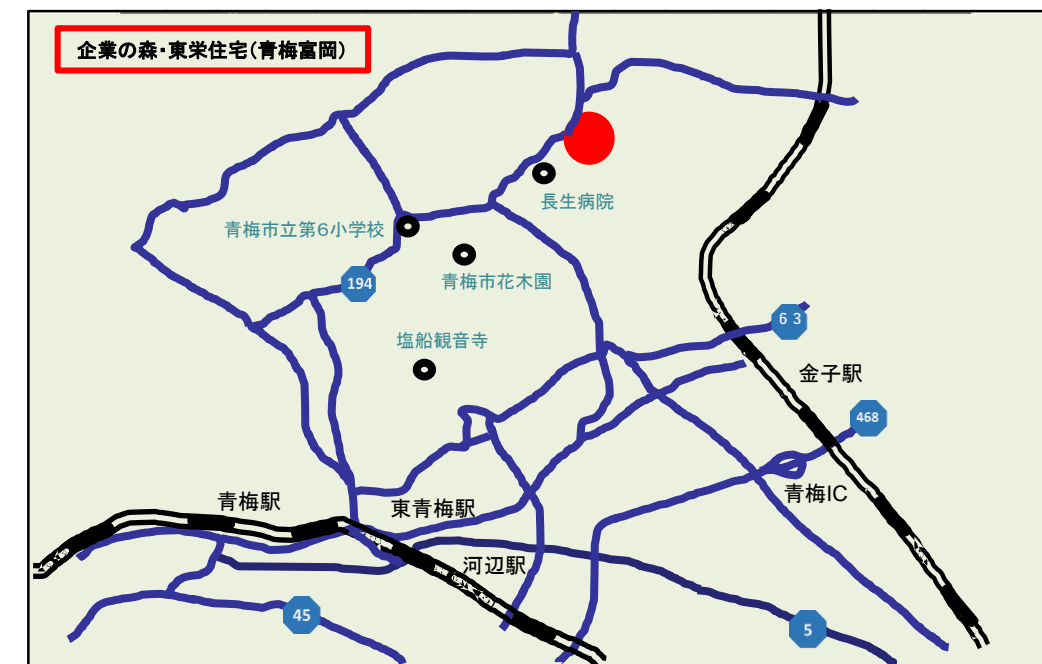 企業の森・東栄住宅(青梅富岡)
長生病院
青梅市立第6小学校
青梅市花木園
194
塩船観音寺
6 3
金子駅
468
青梅IC
青梅駅
東青梅駅
河辺駅
45
5